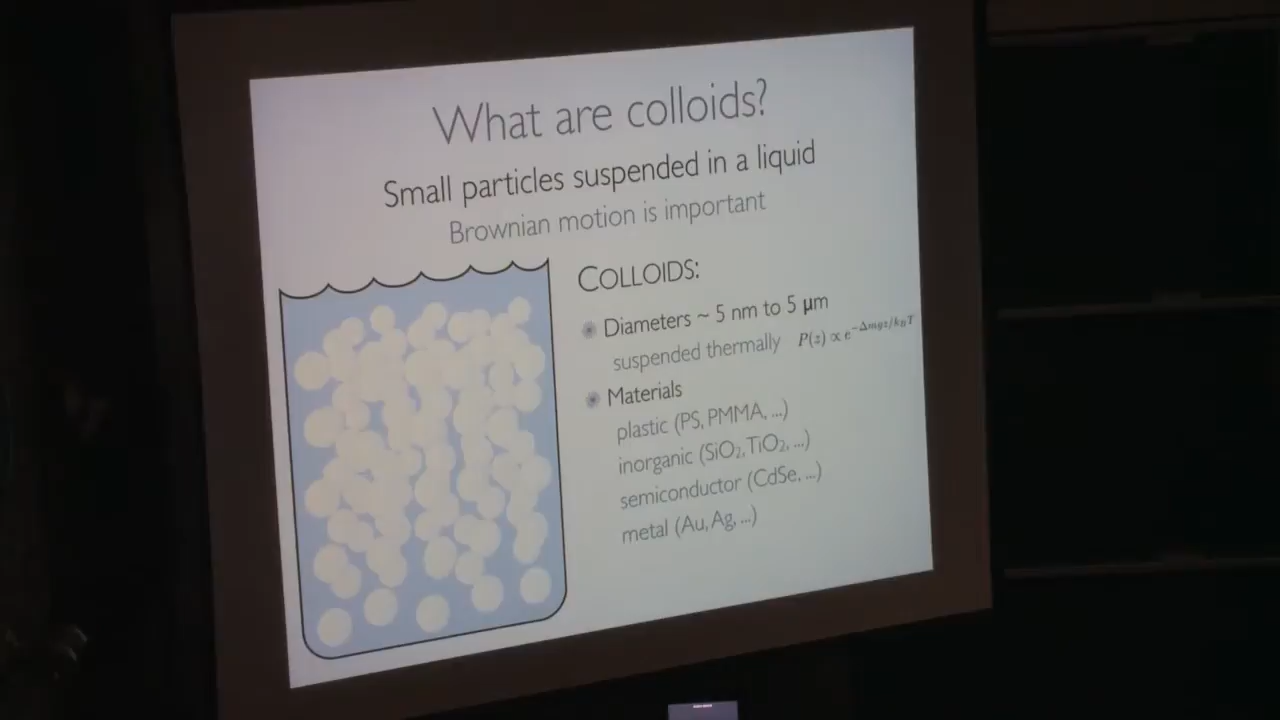 What are colloids?
Small particles suspended in a liquid
Brownian motion is important
COLLOIDS:
Diameters ~ 5 nm to 5 µm
suspended thermally P(z) ∝ e^{-Δmgz/k_BT}
Materials
plastic (PS, PMMA, ...)
inorganic (SiO₂, TiO₂, ...)
semiconductor (CdSe, ...)
metal (Au, Ag, ...)